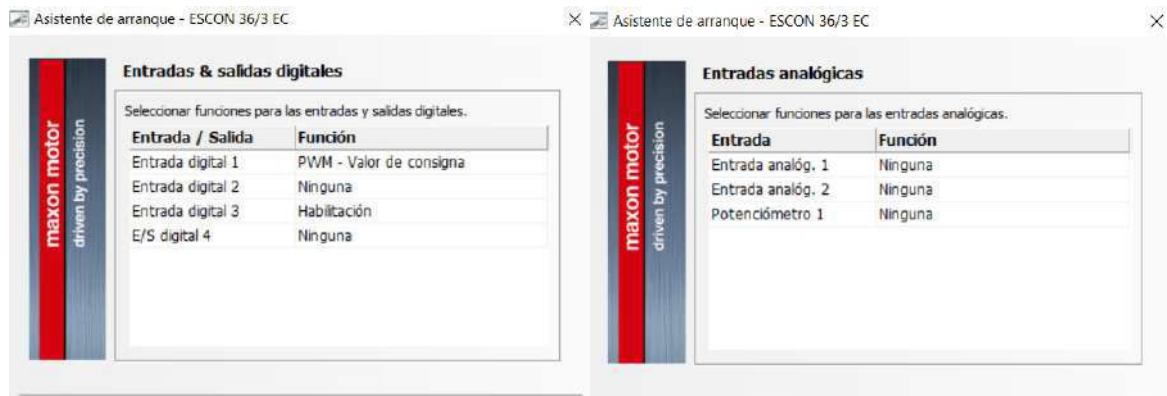 Asistente de arranque - ESCON 36/3 EC
maxon motor
driven by precision
Entradas & salidas digitales
Seleccionar funciones para las entradas y salidas digitales.
Entrada / Salida Función
Entrada digital 1 PWM - Valor de consigna
Entrada digital 2 Ninguna
Entrada digital 3 Habilitación
E/S digital 4 Ninguna
Asistente de arranque - ESCON 36/3 EC
maxon motor
driven by precision
Entradas analógicas
Seleccionar funciones para las entradas analógicas.
Entrada Función
Entrada analóg. 1 Ninguna
Entrada analóg. 2 Ninguna
Potenciómetro 1 Ninguna